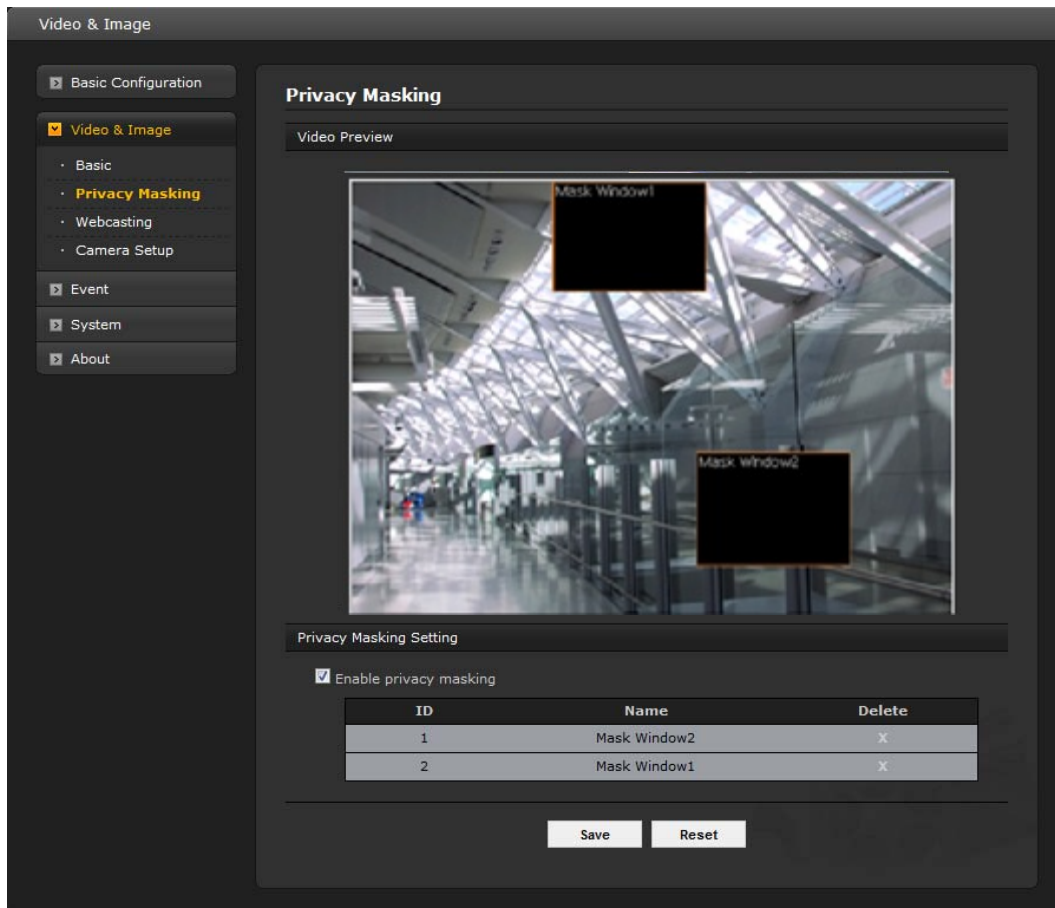 Video & Image
Basic Configuration
Video & Image
Basic
Privacy Masking
Webcasting
Camera Setup
Event
System
About
Privacy Masking
Video Preview
Mask Window1
Mask Window2
Privacy Masking Setting
Enable privacy masking
ID Name Delete
1 Mask Window2 X
2 Mask Window1 X
Save Reset